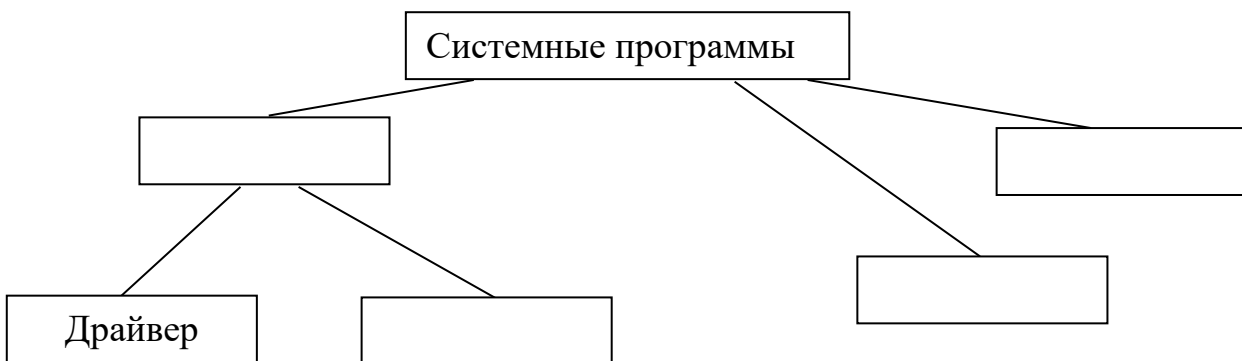 Системные программы
Драйвер